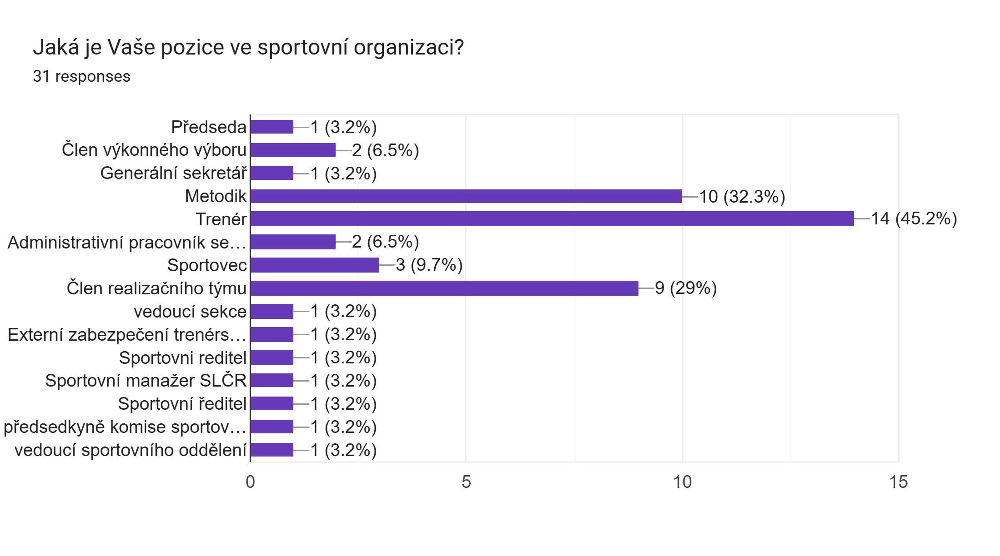 Jaká je Vaše pozice ve sportovní organizaci?
31 responses
Předseda 1 (3.2%)
Člen výkonného výboru 2 (6.5%)
Generální sekretář 1 (3.2%)
Metodik 10 (32.3%)
Trenér 14 (45.2%)
Administrativní pracovník se… 2 (6.5%)
Sportovec 3 (9.7%)
Člen realizačního týmu 9 (29%)
vedoucí sekce 1 (3.2%)
Externí zabezpečení trenérs… 1 (3.2%)
Sportovni reditel 1 (3.2%)
Sportovní manažer SLČR 1 (3.2%)
Sportovní ředitel 1 (3.2%)
předsedkyně komise sportov… 1 (3.2%)
vedoucí sportovního oddělení 1 (3.2%)
0 5 10 15